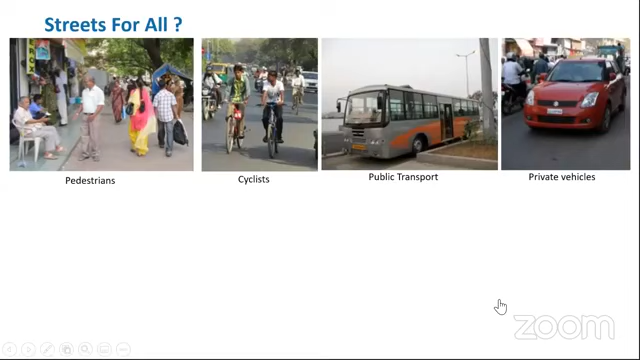 Streets For All ?
Pedestrians
Cyclists
Public Transport
Private vehicles
zoom